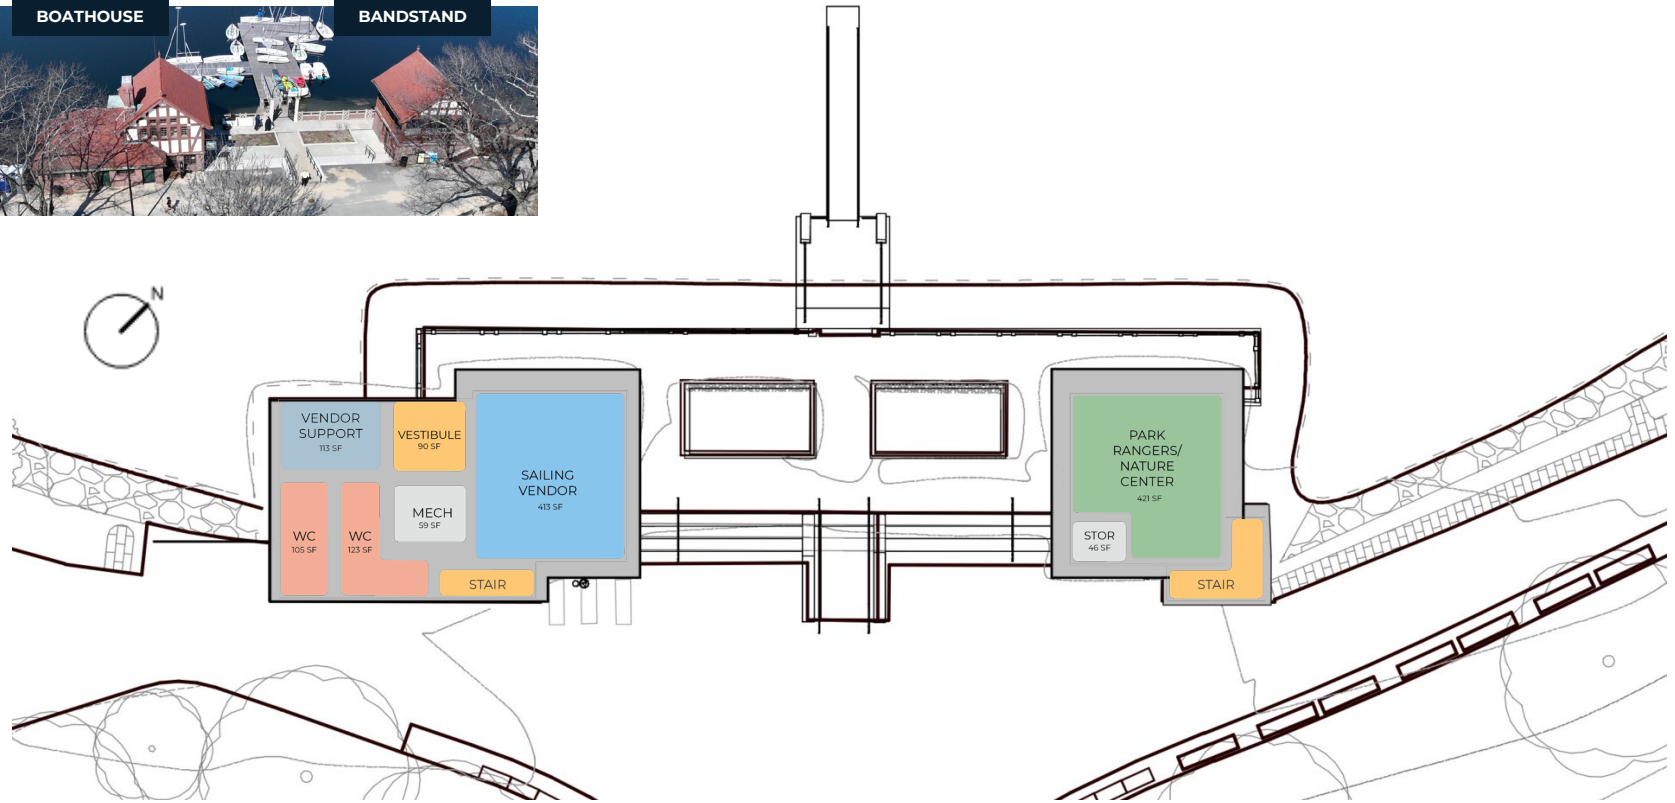 BOATHOUSE
BANDSTAND
N
VENDOR
SUPPORT
113 SF
VESTIBULE
90 SF
SAILING
VENDOR
413 SF
MECH
59 SF
WC
105 SF
WC
123 SF
STAIR
PARK
RANGERS/
NATURE
CENTER
421 SF
STOR
46 SF
STAIR